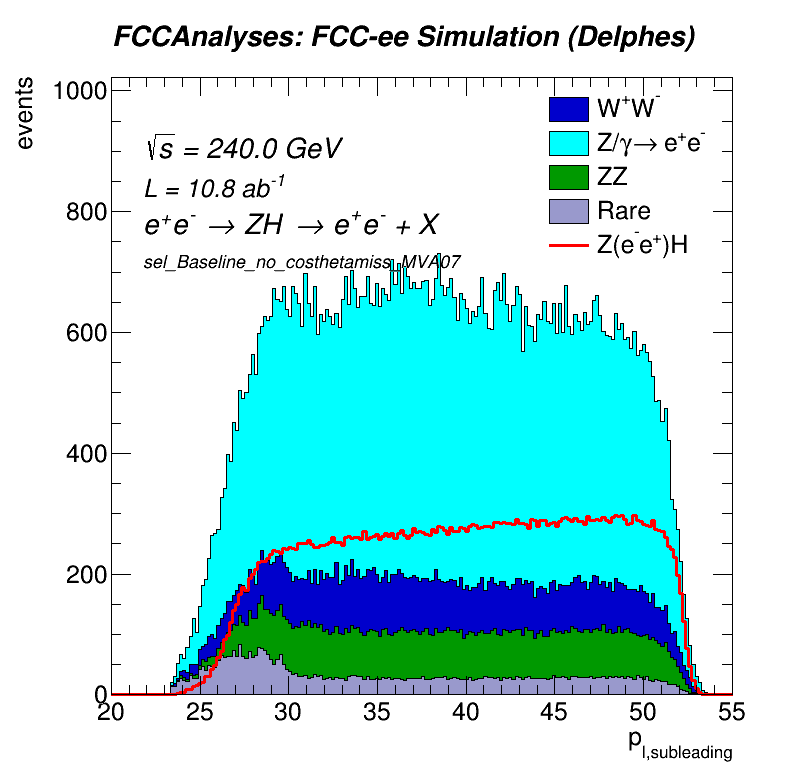 FCCAnalyses: FCC-ee Simulation (Delphes)
events
1000
800
600
400
200
0
√s = 240.0 GeV
L = 10.8 ab⁻¹
e⁺e⁻ → ZH → e⁺e⁻ + X
sel_Baseline_no_costhetamiss_MVA07
W⁺W⁻
Z/γ→ e⁺e⁻
ZZ
Rare
Z(e⁻e⁺)H
20 25 30 35 40 45 50 55
p_l,subleading